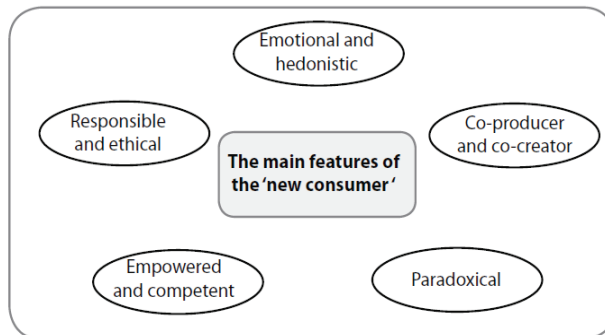 Emotional and
hedonistic
Responsible
and ethical
Co-producer
and co-creator
The main features of
the ‘new consumer ‘
Empowered
and competent
Paradoxical